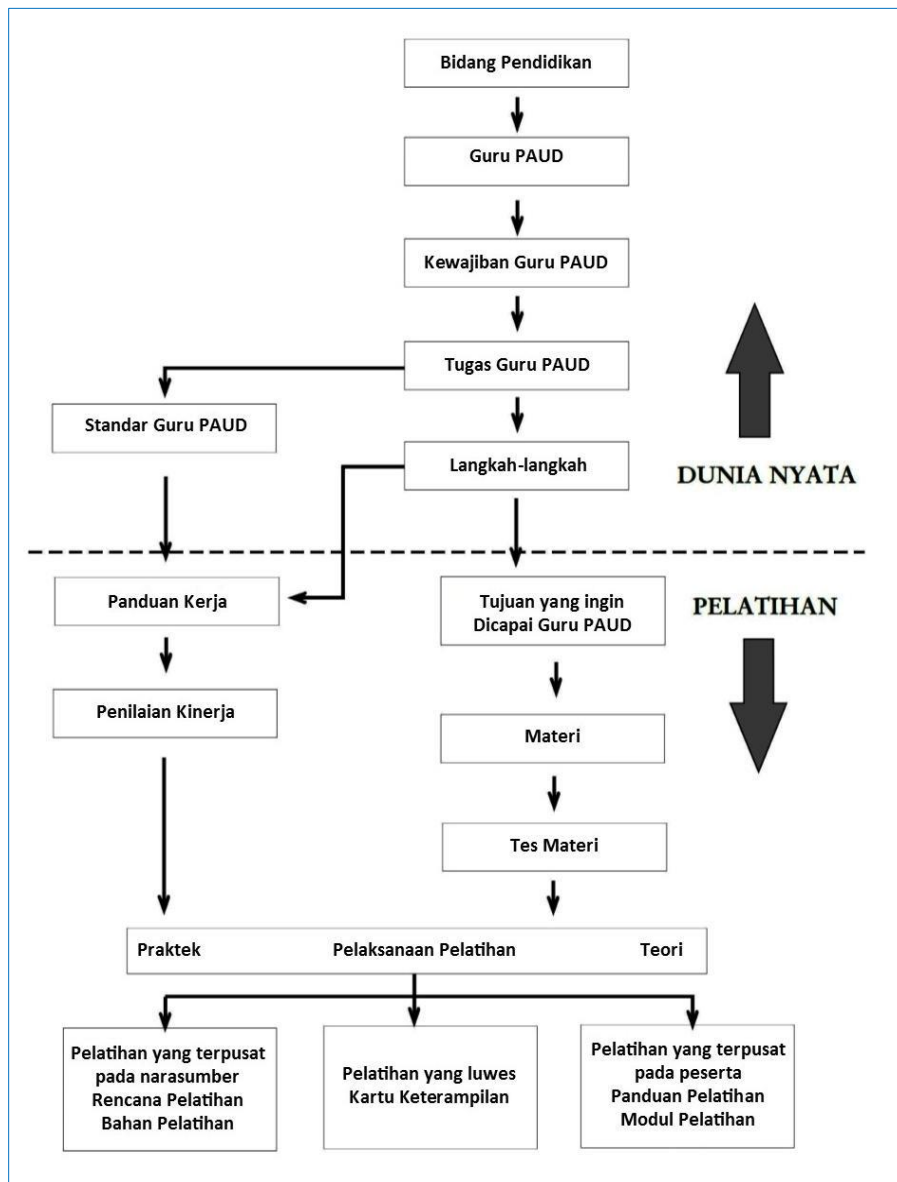 Bidang Pendidikan
Guru PAUD
Kewajiban Guru PAUD
Tugas Guru PAUD
Standar Guru PAUD
Langkah-langkah
DUNIA NYATA
Panduan Kerja
Tujuan yang ingin
Dicapai Guru PAUD
PELATIHAN
Penilaian Kinerja
Materi
Tes Materi
Praktek Pelaksanaan Pelatihan Teori
Pelatihan yang terpusat
pada narasumber
Rencana Pelatihan
Bahan Pelatihan
Pelatihan yang luwes
Kartu Keterampilan
Pelatihan yang terpusat
pada peserta
Panduan Pelatihan
Modul Pelatihan